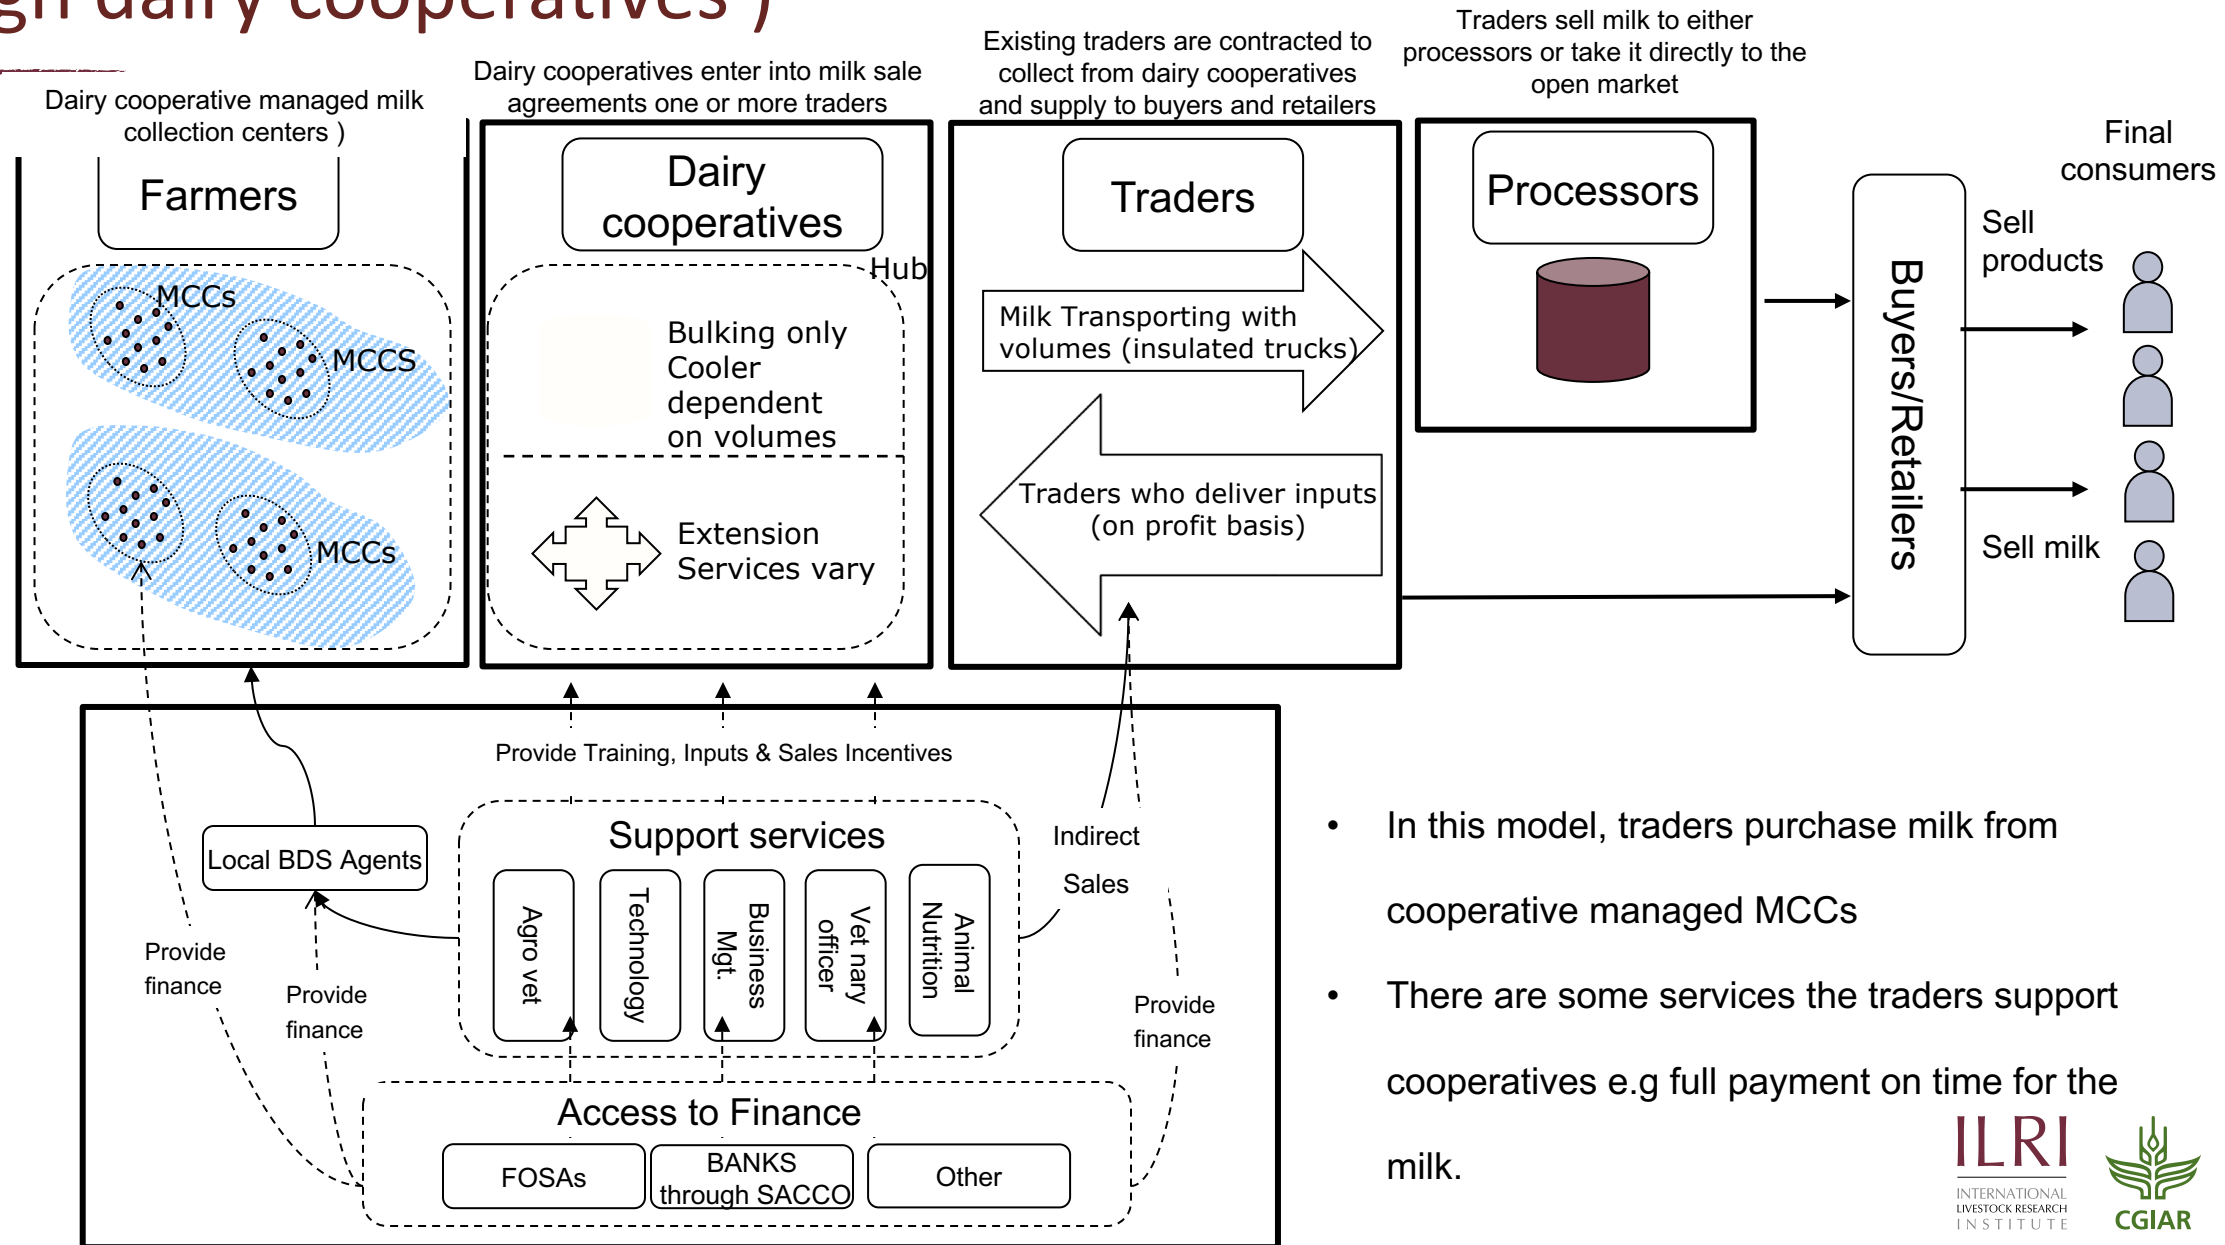 gh dairy cooperatives )
Dairy cooperative managed milk
collection centers )
Dairy cooperatives enter into milk sale
agreements one or more traders
Existing traders are contracted to
collect from dairy cooperatives
and supply to buyers and retailers
Traders sell milk to either
processors or take it directly to the
open market
Final
consumers
Farmers
Dairy
cooperatives
Traders
Processors
Hub
MCCs
MCCS
MCCs
MCCs
Bulking only
Cooler
dependent
on volumes
Extension
Services vary
Milk Transporting with
volumes (insulated trucks)
Traders who deliver inputs
(on profit basis)
Buyers/Retailers
Sell
products
Sell milk
Provide Training, Inputs & Sales Incentives
Local BDS Agents
Support services
Agro vet
Technology
Business
Mgt.
Vet nary
officer
Animal
Nutrition
Indirect
Sales
Provide
finance
Provide
finance
Provide
finance
Access to Finance
FOSAs
BANKS
through SACCO
Other
• In this model, traders purchase milk from
cooperative managed MCCs
• There are some services the traders support
cooperatives e.g full payment on time for the
milk.
ILRI
INTERNATIONAL
LIVESTOCK RESEARCH
INSTITUTE
CGIAR